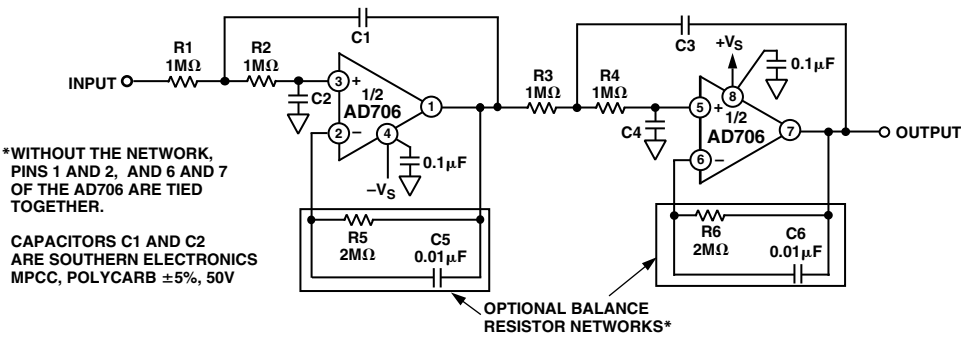 C1
R1
1MΩ
R2
1MΩ
INPUT
C2
3
+
1/2
AD706
1
2
–
4
0.1µF
–VS
R3
1MΩ
R4
1MΩ
C3
C4
+VS
0.1µF
8
5
+
1/2
AD706
7
6
–
OUTPUT
*WITHOUT THE NETWORK,
PINS 1 AND 2, AND 6 AND 7
OF THE AD706 ARE TIED
TOGETHER.
CAPACITORS C1 AND C2
ARE SOUTHERN ELECTRONICS
MPCC, POLYCARB ±5%, 50V
R5
2MΩ
C5
0.01µF
R6
2MΩ
C6
0.01µF
OPTIONAL BALANCE
RESISTOR NETWORKS*